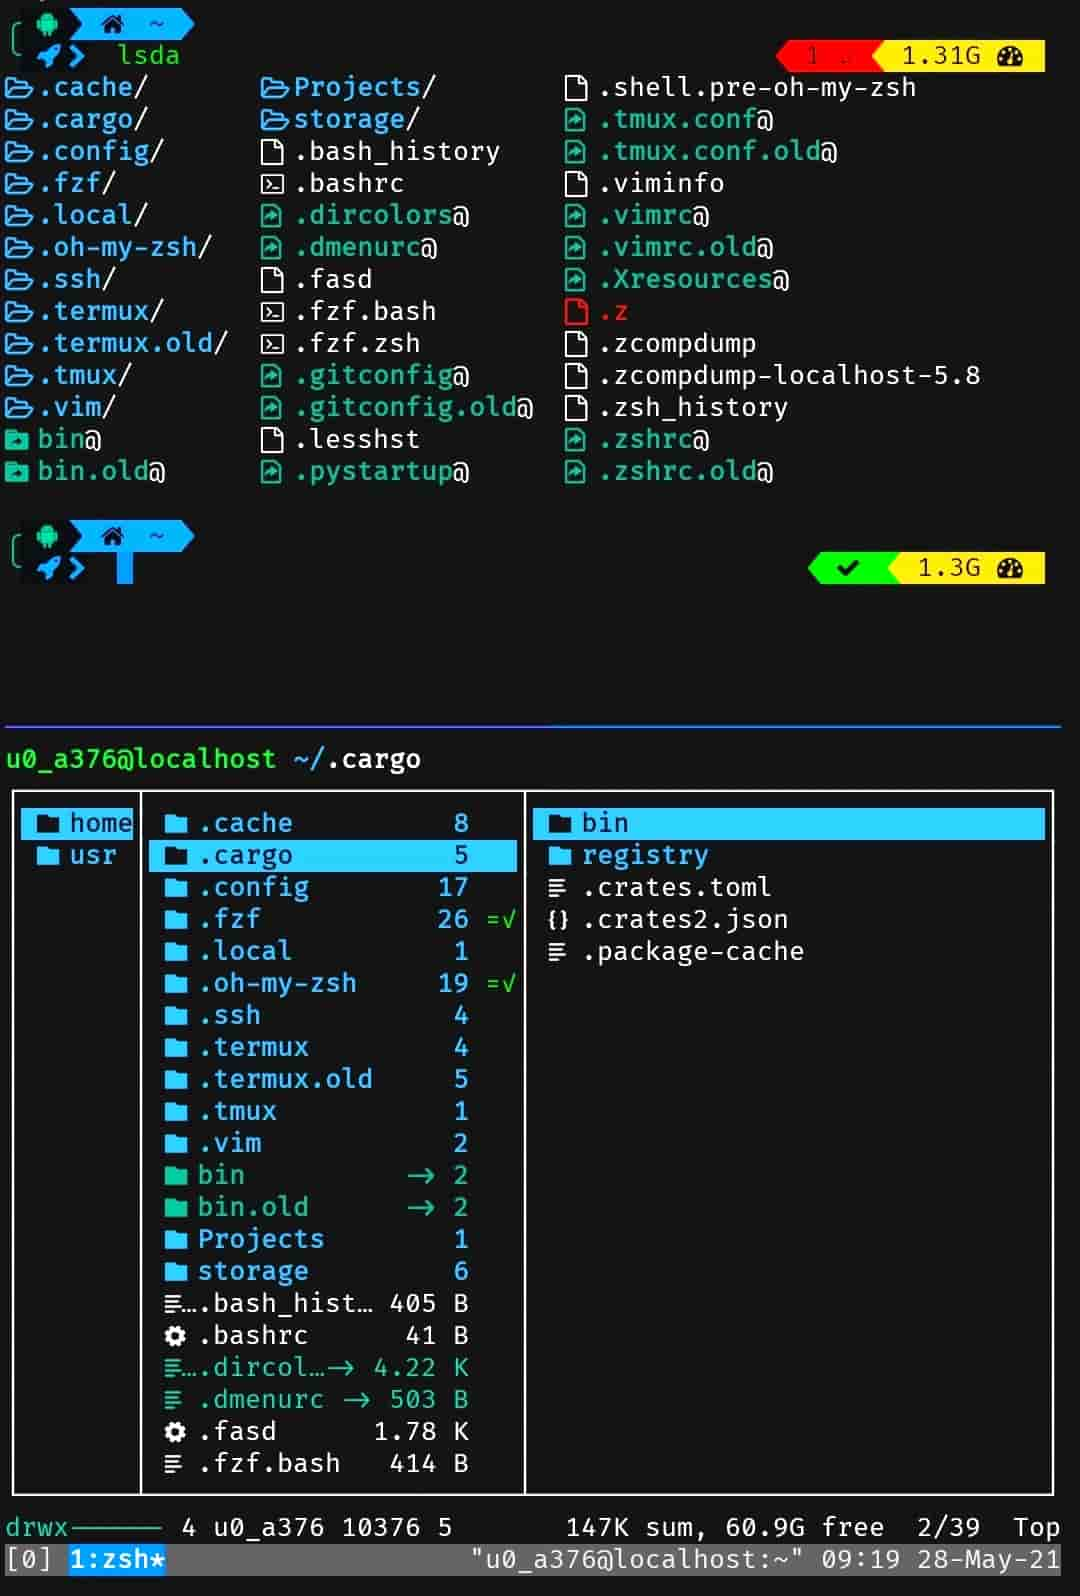 ~
lsda 1 1.31G
.cache/ Projects/ .shell.pre-oh-my-zsh
.cargo/ storage/ .tmux.conf@
.config/ .bash_history .tmux.conf.old@
.fzf/ .bashrc .viminfo
.local/ .dircolors@ .vimrc@
.oh-my-zsh/ .dmenurc@ .vimrc.old@
.ssh/ .fasd .Xresources@
.termux/ .fzf.bash .z
.termux.old/ .fzf.zsh .zcompdump
.tmux/ .gitconfig@ .zcompdump-localhost-5.8
.vim/ .gitconfig.old@ .zsh_history
bin@ .lesshst .zshrc@
bin.old@ .pystartup@ .zshrc.old@
~
✔ 1.3G
u0_a376@localhost ~/.cargo
home .cache 8 bin
usr .cargo 5 registry
.config 17 .crates.toml
.fzf 26 =√ {} .crates2.json
.local 1 .package-cache
.oh-my-zsh 19 =√
.ssh 4
.termux 4
.termux.old 5
.tmux 1
.vim 2
bin → 2
bin.old → 2
Projects 1
storage 6
….bash_hist… 405 B
.bashrc 41 B
….dircol…→ 4.22 K
.dmenurc → 503 B
.fasd 1.78 K
.fzf.bash 414 B
drwx------ 4 u0_a376 10376 5 147K sum, 60.9G free 2/39 Top
[0] 1:zsh* "u0_a376@localhost:~" 09:19 28-May-21